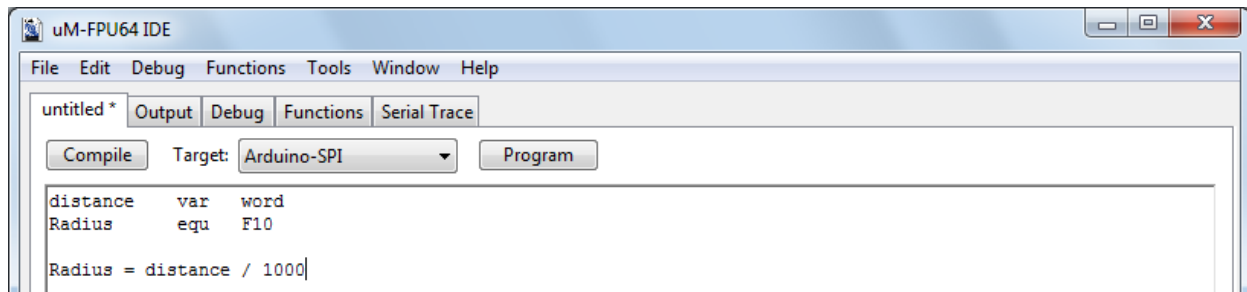 uM-FPU64 IDE
File Edit Debug Functions Tools Window Help
untitled * Output Debug Functions Serial Trace
Compile Target: Arduino-SPI Program
distance var word
Radius equ F10
Radius = distance / 1000